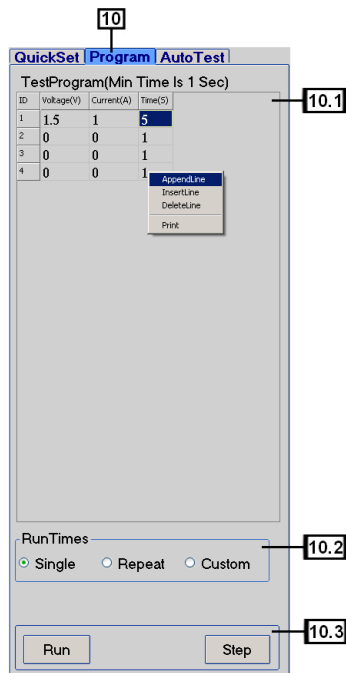 10
QuickSet Program AutoTest
TestProgram(Min Time Is 1 Sec)
10.1
ID Voltage(V) Current(A) Time(S)
1 1.5 1 5
2 0 0 1
3 0 0 1
4 0 0 1
AppendLine
InsertLine
DeleteLine
Print
RunTimes
10.2
Single Repeat Custom
10.3
Run Step